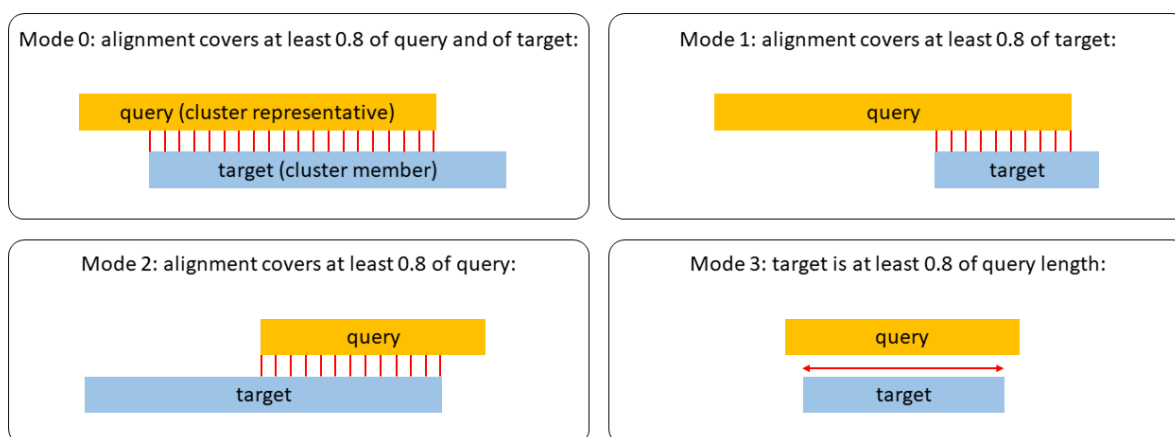 Mode 0: alignment covers at least 0.8 of query and of target:
query (cluster representative)
target (cluster member)
Mode 1: alignment covers at least 0.8 of target:
query
target
Mode 2: alignment covers at least 0.8 of query:
query
target
Mode 3: target is at least 0.8 of query length:
query
target